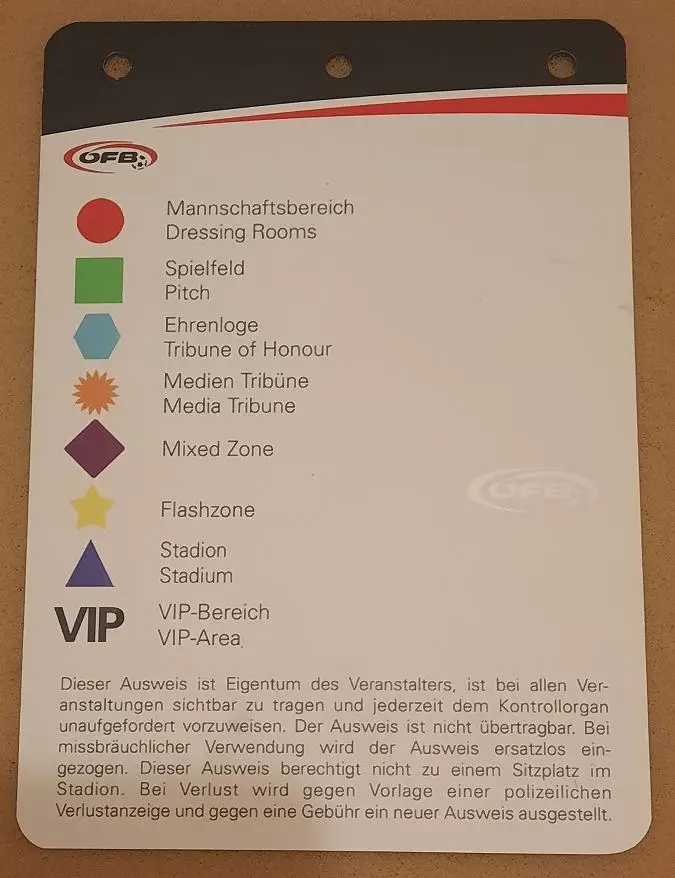 ÖFB
Mannschaftsbereich
Dressing Rooms
Spielfeld
Pitch
Ehrenloge
Tribune of Honour
Medien Tribüne
Media Tribune
Mixed Zone
Flashzone
Stadion
Stadium
VIP
VIP-Bereich
VIP-Area
ÖFB
Dieser Ausweis ist Eigentum des Veranstalters, ist bei allen Ver-
anstaltungen sichtbar zu tragen und jederzeit dem Kontrollorgan
unaufgefordert vorzuweisen. Der Ausweis ist nicht übertragbar. Bei
missbräuchlicher Verwendung wird der Ausweis ersatzlos ein-
gezogen. Dieser Ausweis berechtigt nicht zu einem Sitzplatz im
Stadion. Bei Verlust wird gegen Vorlage einer polizeilichen
Verlustanzeige und gegen eine Gebühr ein neuer Ausweis ausgestellt.